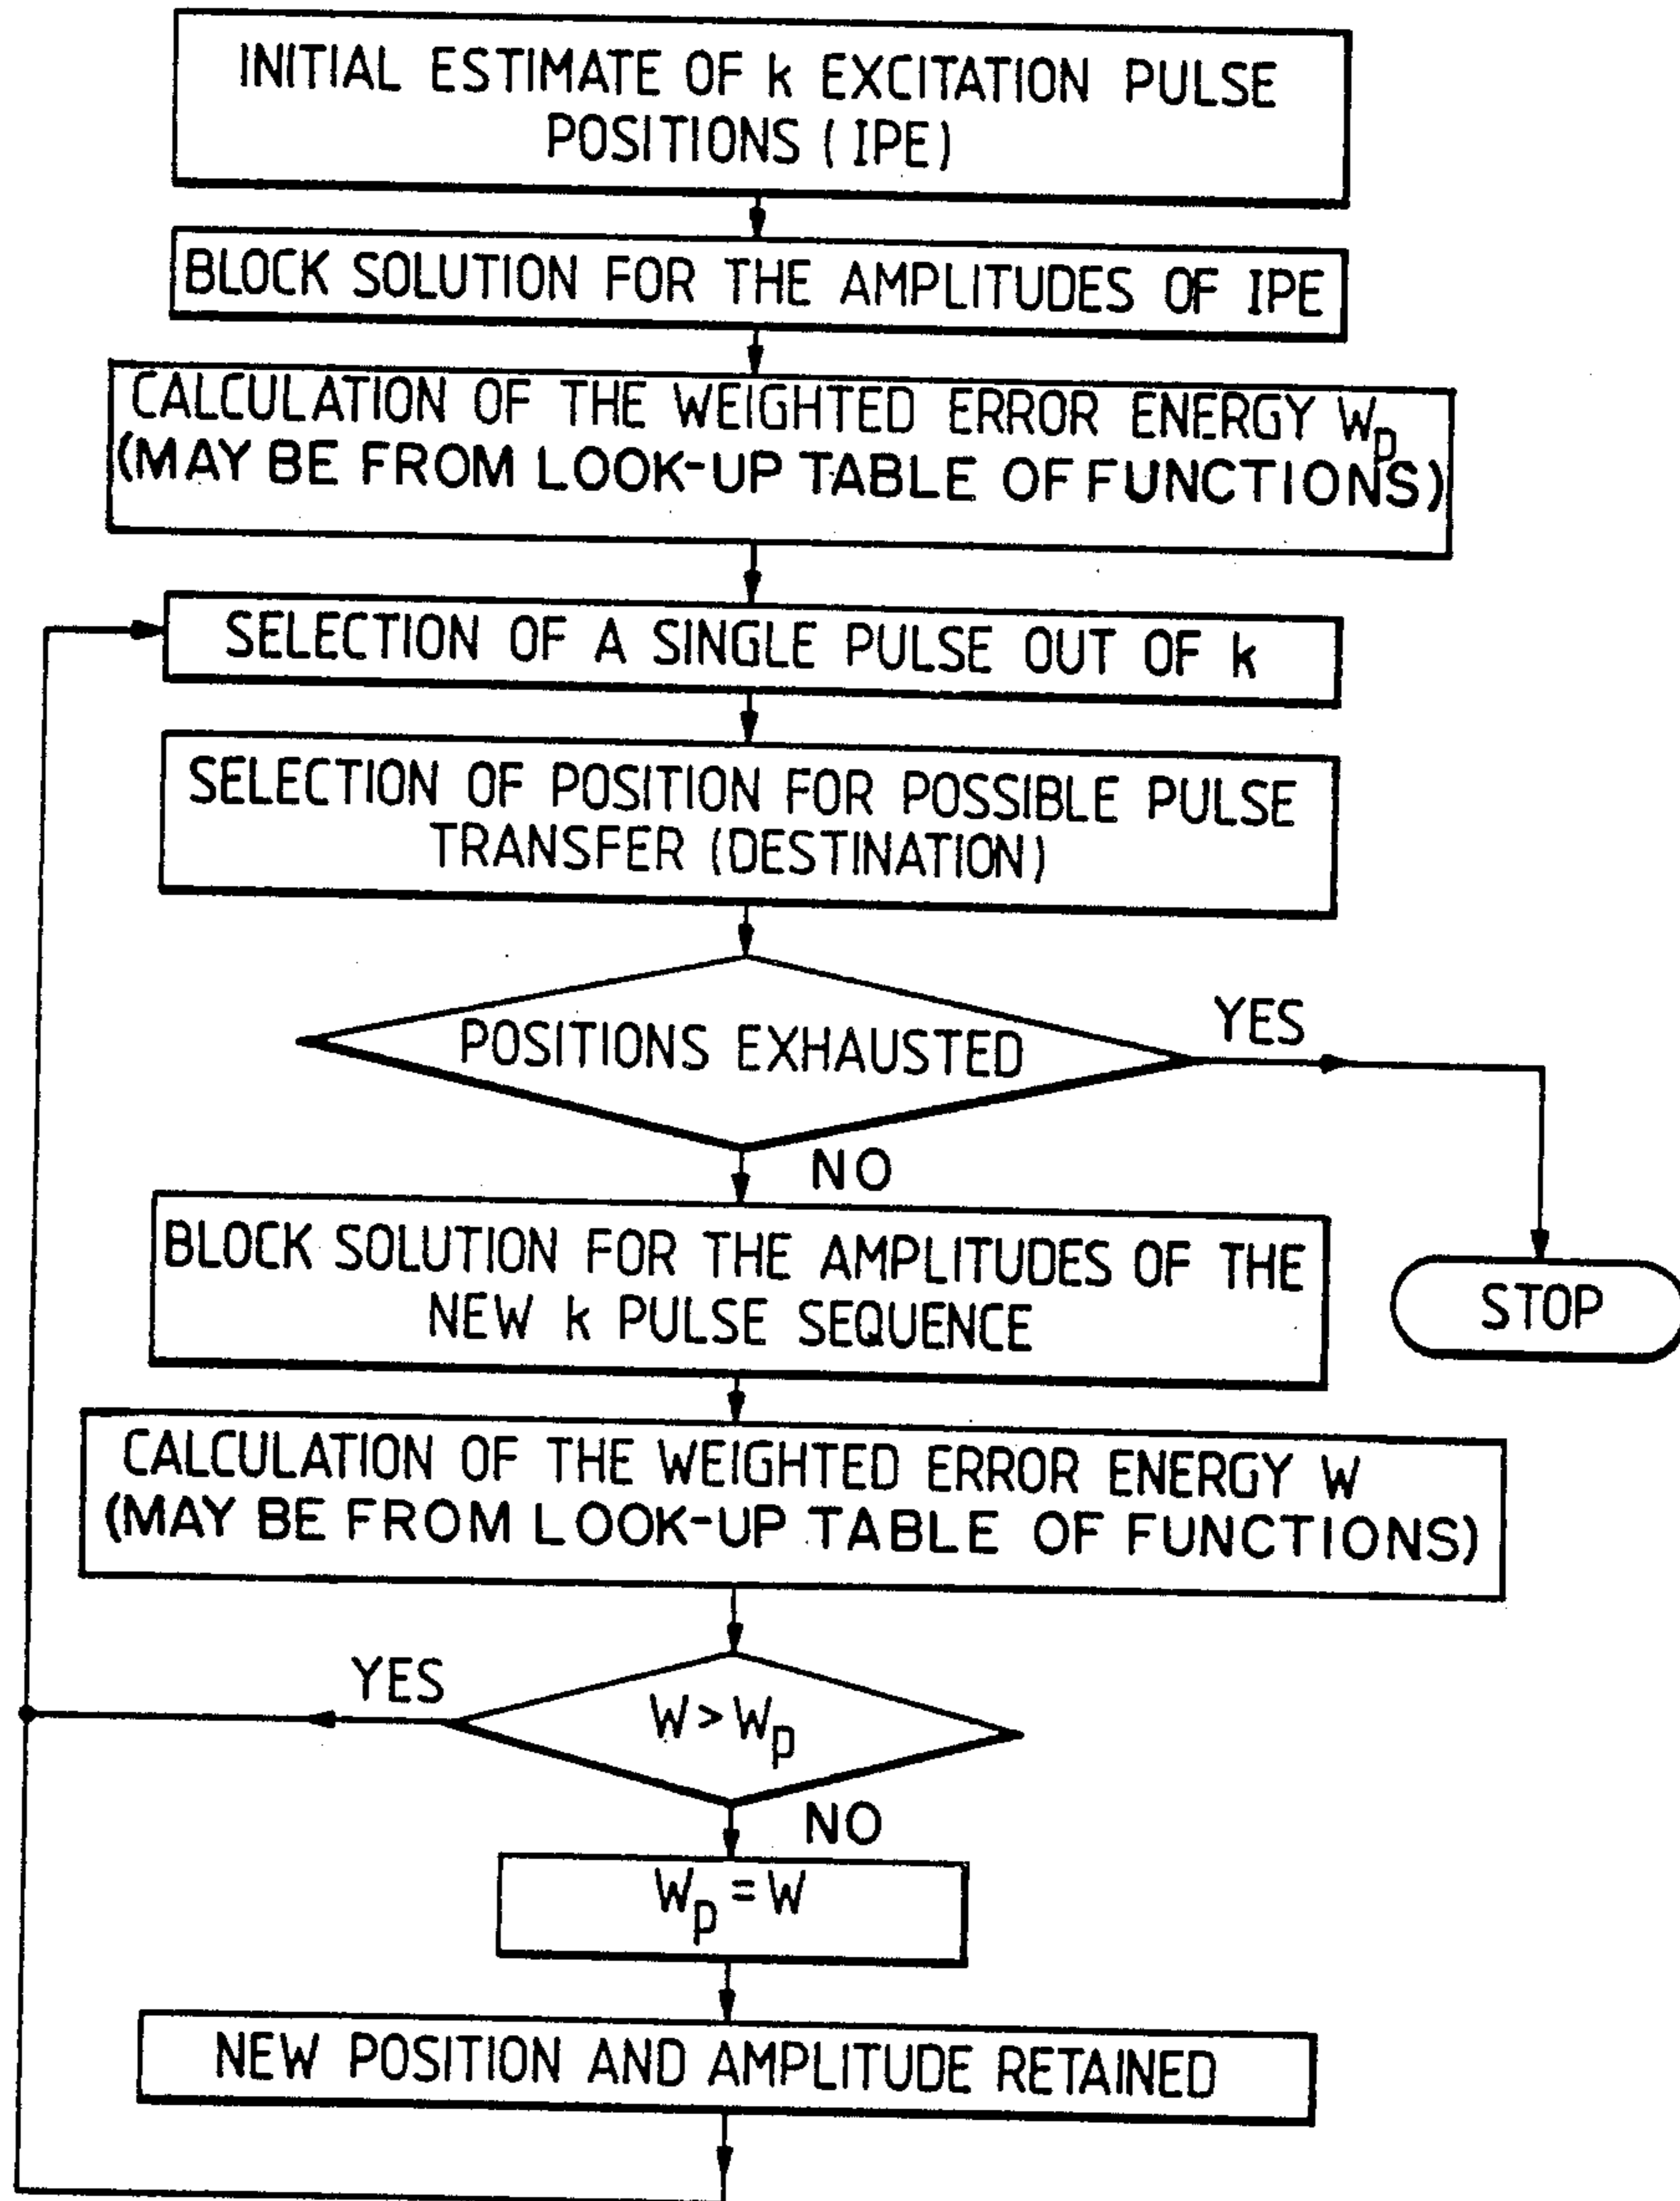 INITIAL ESTIMATE OF k EXCITATION PULSE
POSITIONS ( IPE )
BLOCK SOLUTION FOR THE AMPLITUDES OF IPE
CALCULATION OF THE WEIGHTED ERROR ENERGY Wp
(MAY BE FROM LOOK-UP TABLE OF FUNCTIONS)
SELECTION OF A SINGLE PULSE OUT OF k
SELECTION OF POSITION FOR POSSIBLE PULSE
TRANSFER (DESTINATION)
POSITIONS EXHAUSTED
YES
NO
BLOCK SOLUTION FOR THE AMPLITUDES OF THE
NEW k PULSE SEQUENCE
STOP
CALCULATION OF THE WEIGHTED ERROR ENERGY W
(MAY BE FROM LOOK-UP TABLE OF FUNCTIONS)
YES
W > Wp
NO
Wp = W
NEW POSITION AND AMPLITUDE RETAINED